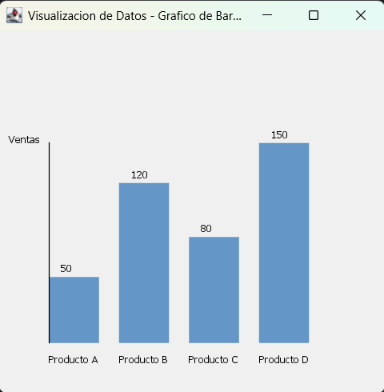 Visualizacion de Datos - Grafico de Bar...
150
Ventas
120
80
50
Producto A Producto B Producto C Producto D